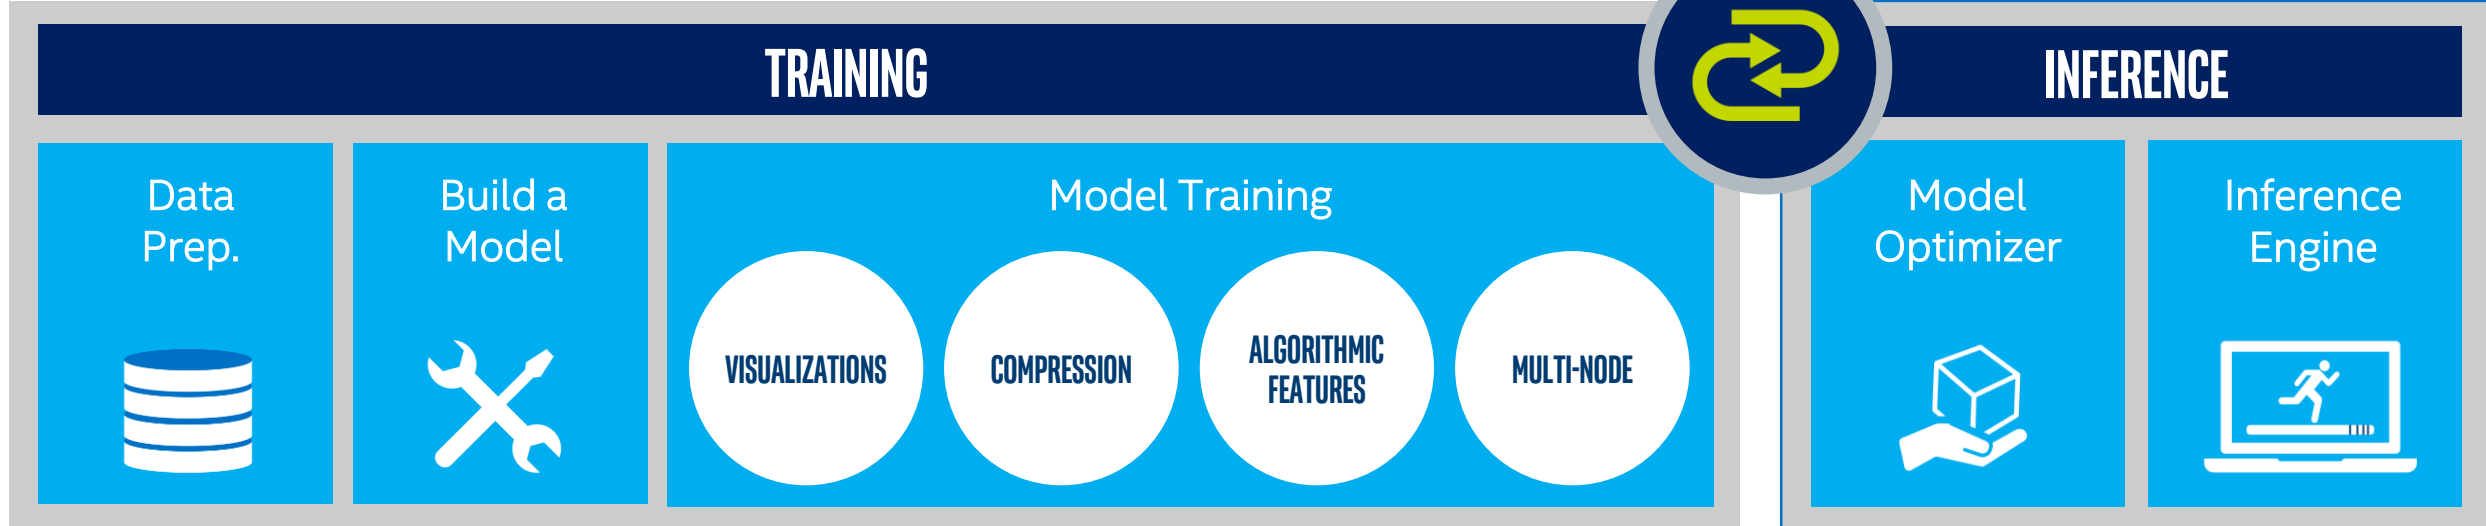 TRAINING
INFERENCE
Data
Prep.
Build a
Model
Model Training
VISUALIZATIONS
COMPRESSION
ALGORITHMIC
FEATURES
MULTI-NODE
Model
Optimizer
Inference
Engine